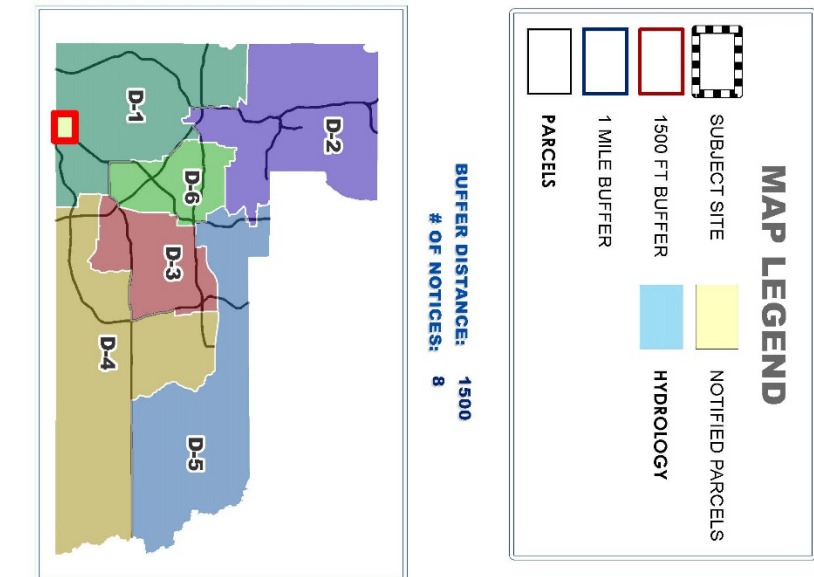 MAP LEGEND
SUBJECT SITE
1500 FT BUFFER
1 MILE BUFFER
PARCELS
NOTIFIED PARCELS
HYDROLOGY
BUFFER DISTANCE: 1500
# OF NOTICES: 8
D-2
D-1
D-6
D-3
D-5
D-4